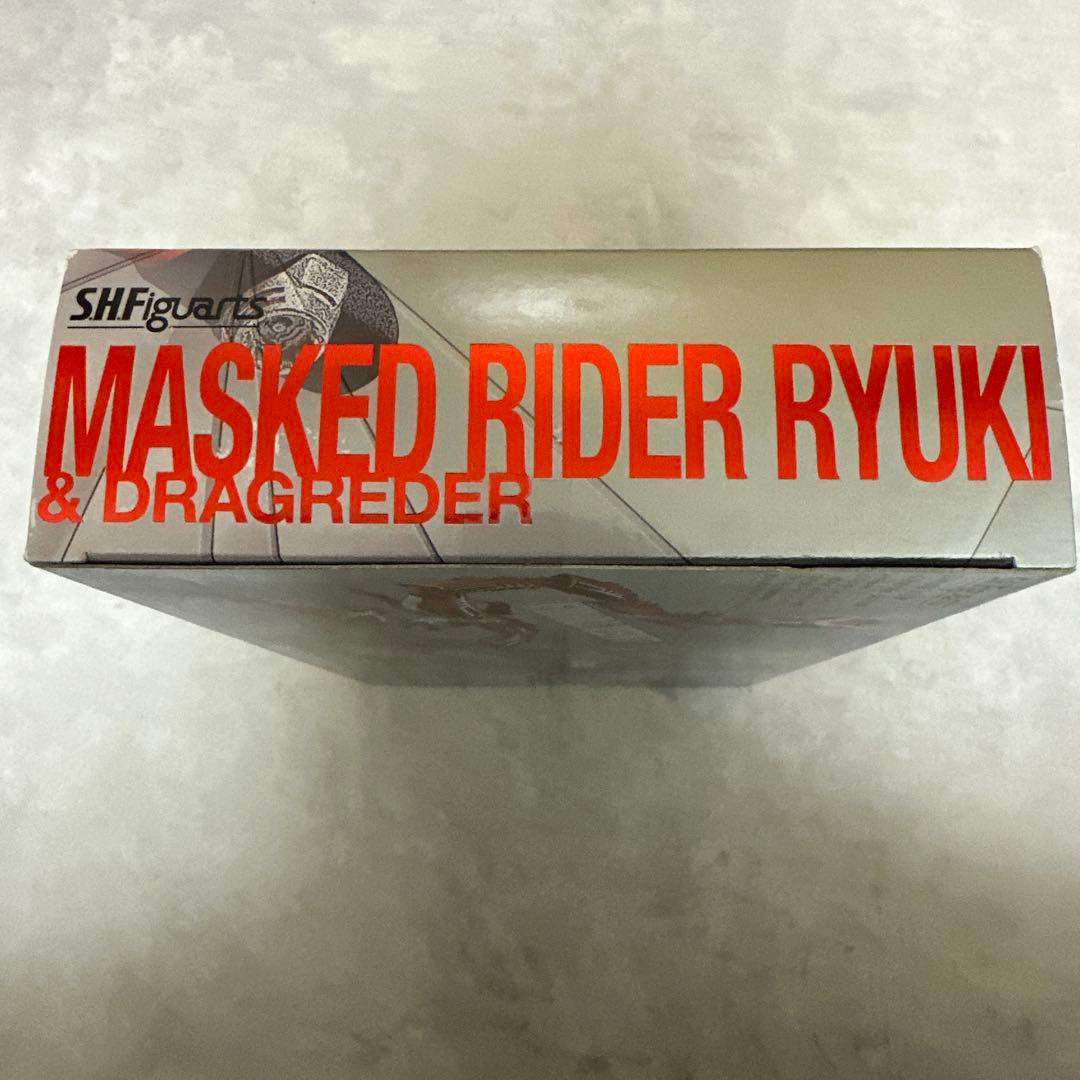 S.H.Figuarts
MASKED RIDER RYUKI
& DRAGREDER